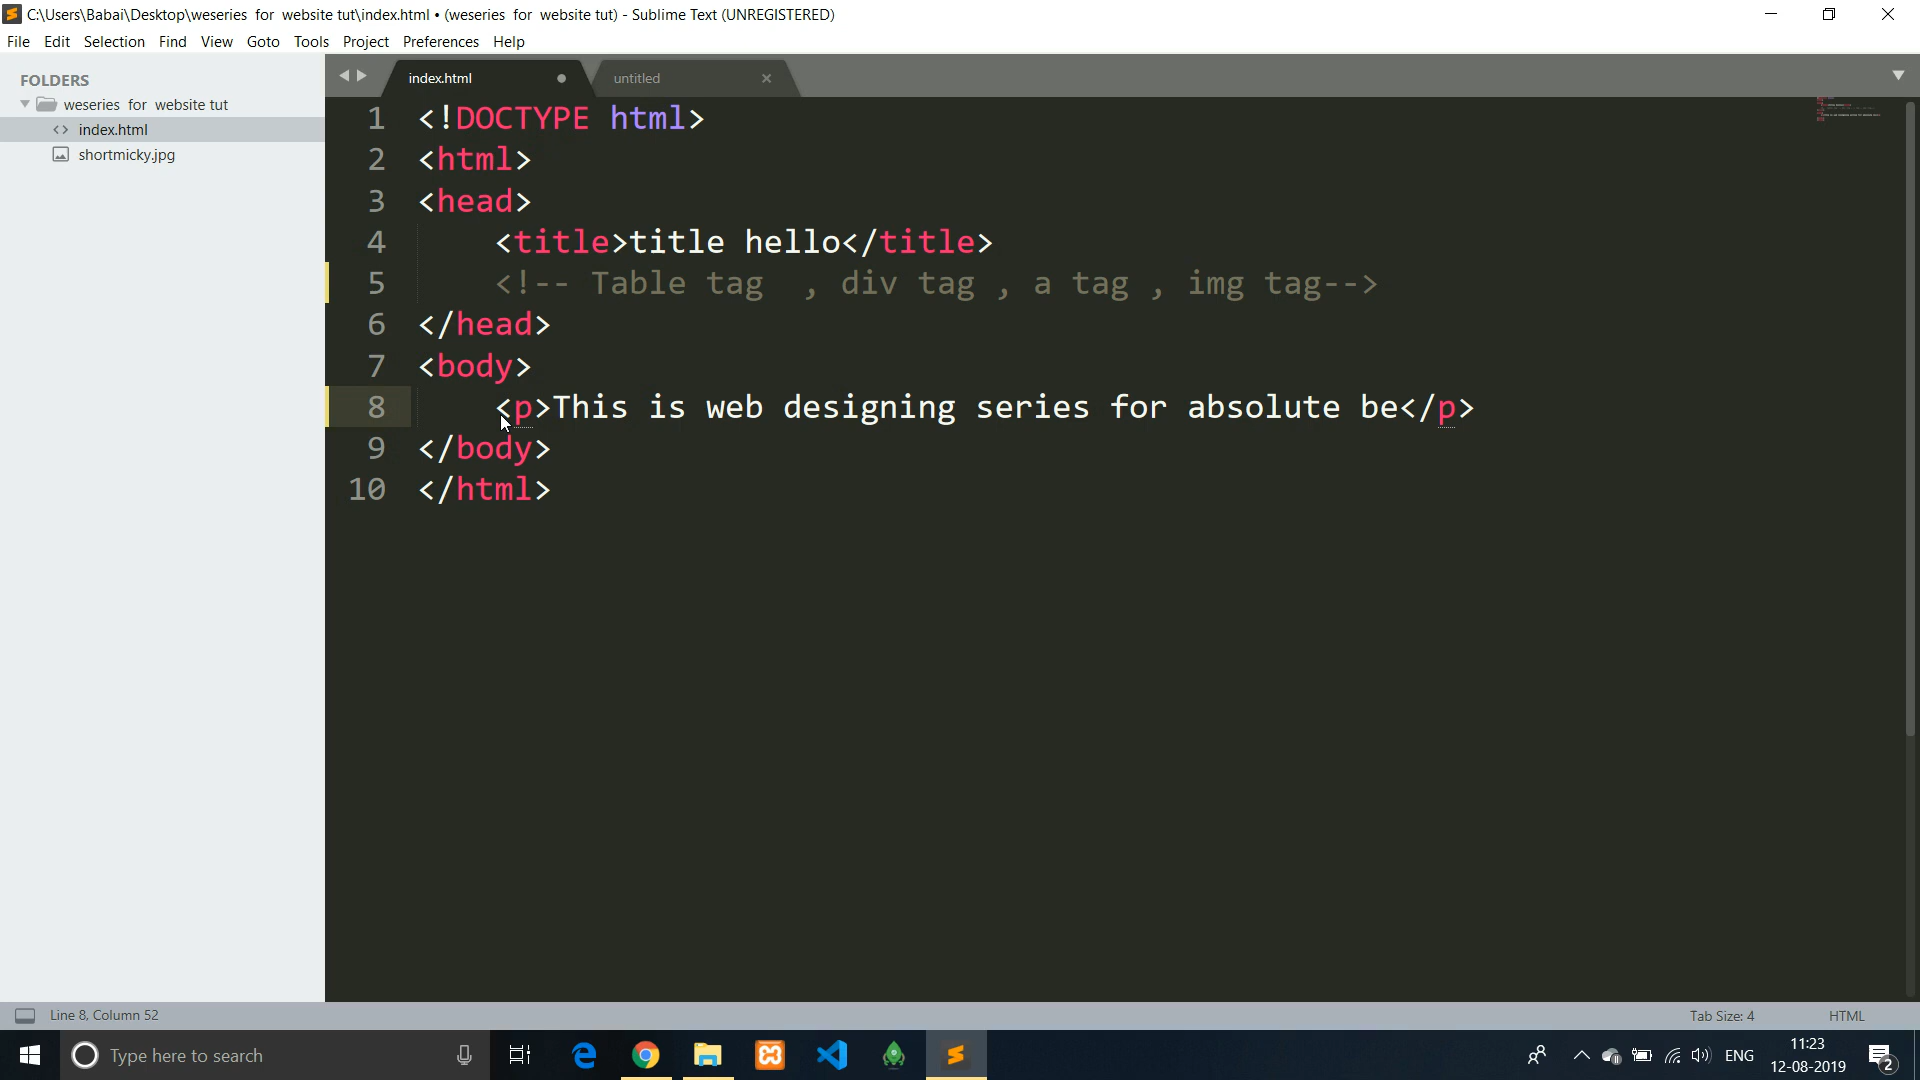 C:\Users\Babai\Desktop\weseries for website tut\index.html • (weseries for website tut) - Sublime Text (UNREGISTERED)
File Edit Selection Find View Goto Tools Project Preferences Help
FOLDERS
weseries for website tut
index.html
shortmicky.jpg
index.html untitled
1 <!DOCTYPE html>
2 <html>
3 <head>
4 <title>title hello</title>
5 <!-- Table tag , div tag , a tag , img tag-->
6 </head>
7 <body>
8 <p>This is web designing series for absolute be</p>
9 </body>
10 </html>
Line 8, Column 52 Tab Size: 4 HTML
Type here to search
ENG
11:23
12-08-2019
2